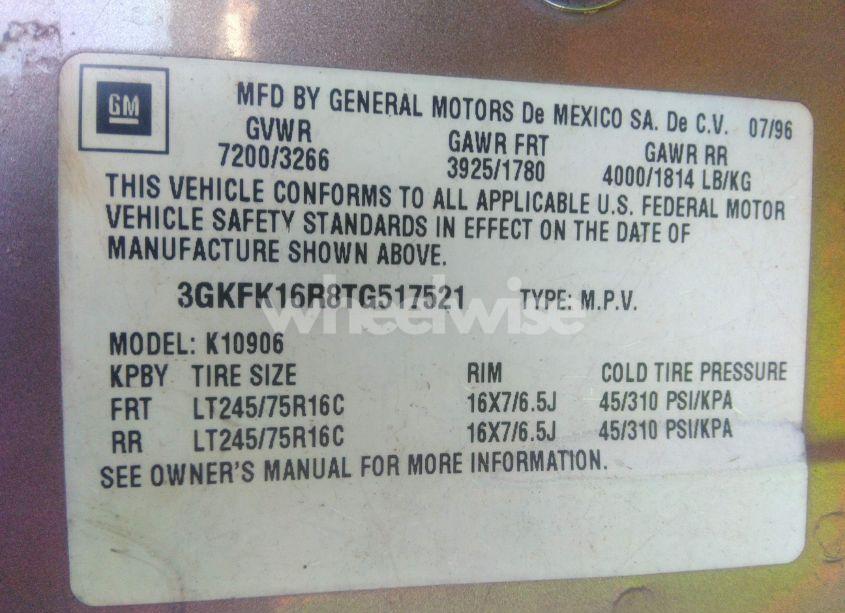 GM
MFD BY GENERAL MOTORS De MEXICO SA. De C.V. 07/96
GVWR GAWR FRT GAWR RR
7200/3266 3925/1780 4000/1814 LB/KG
THIS VEHICLE CONFORMS TO ALL APPLICABLE U.S. FEDERAL MOTOR
VEHICLE SAFETY STANDARDS IN EFFECT ON THE DATE OF
MANUFACTURE SHOWN ABOVE.
3GKFK16R8TG517521 TYPE: M.P.V.
wheelwise
MODEL: K10906
KPBY TIRE SIZE RIM COLD TIRE PRESSURE
FRT LT245/75R16C 16X7/6.5J 45/310 PSI/KPA
RR LT245/75R16C 16X7/6.5J 45/310 PSI/KPA
SEE OWNER'S MANUAL FOR MORE INFORMATION.